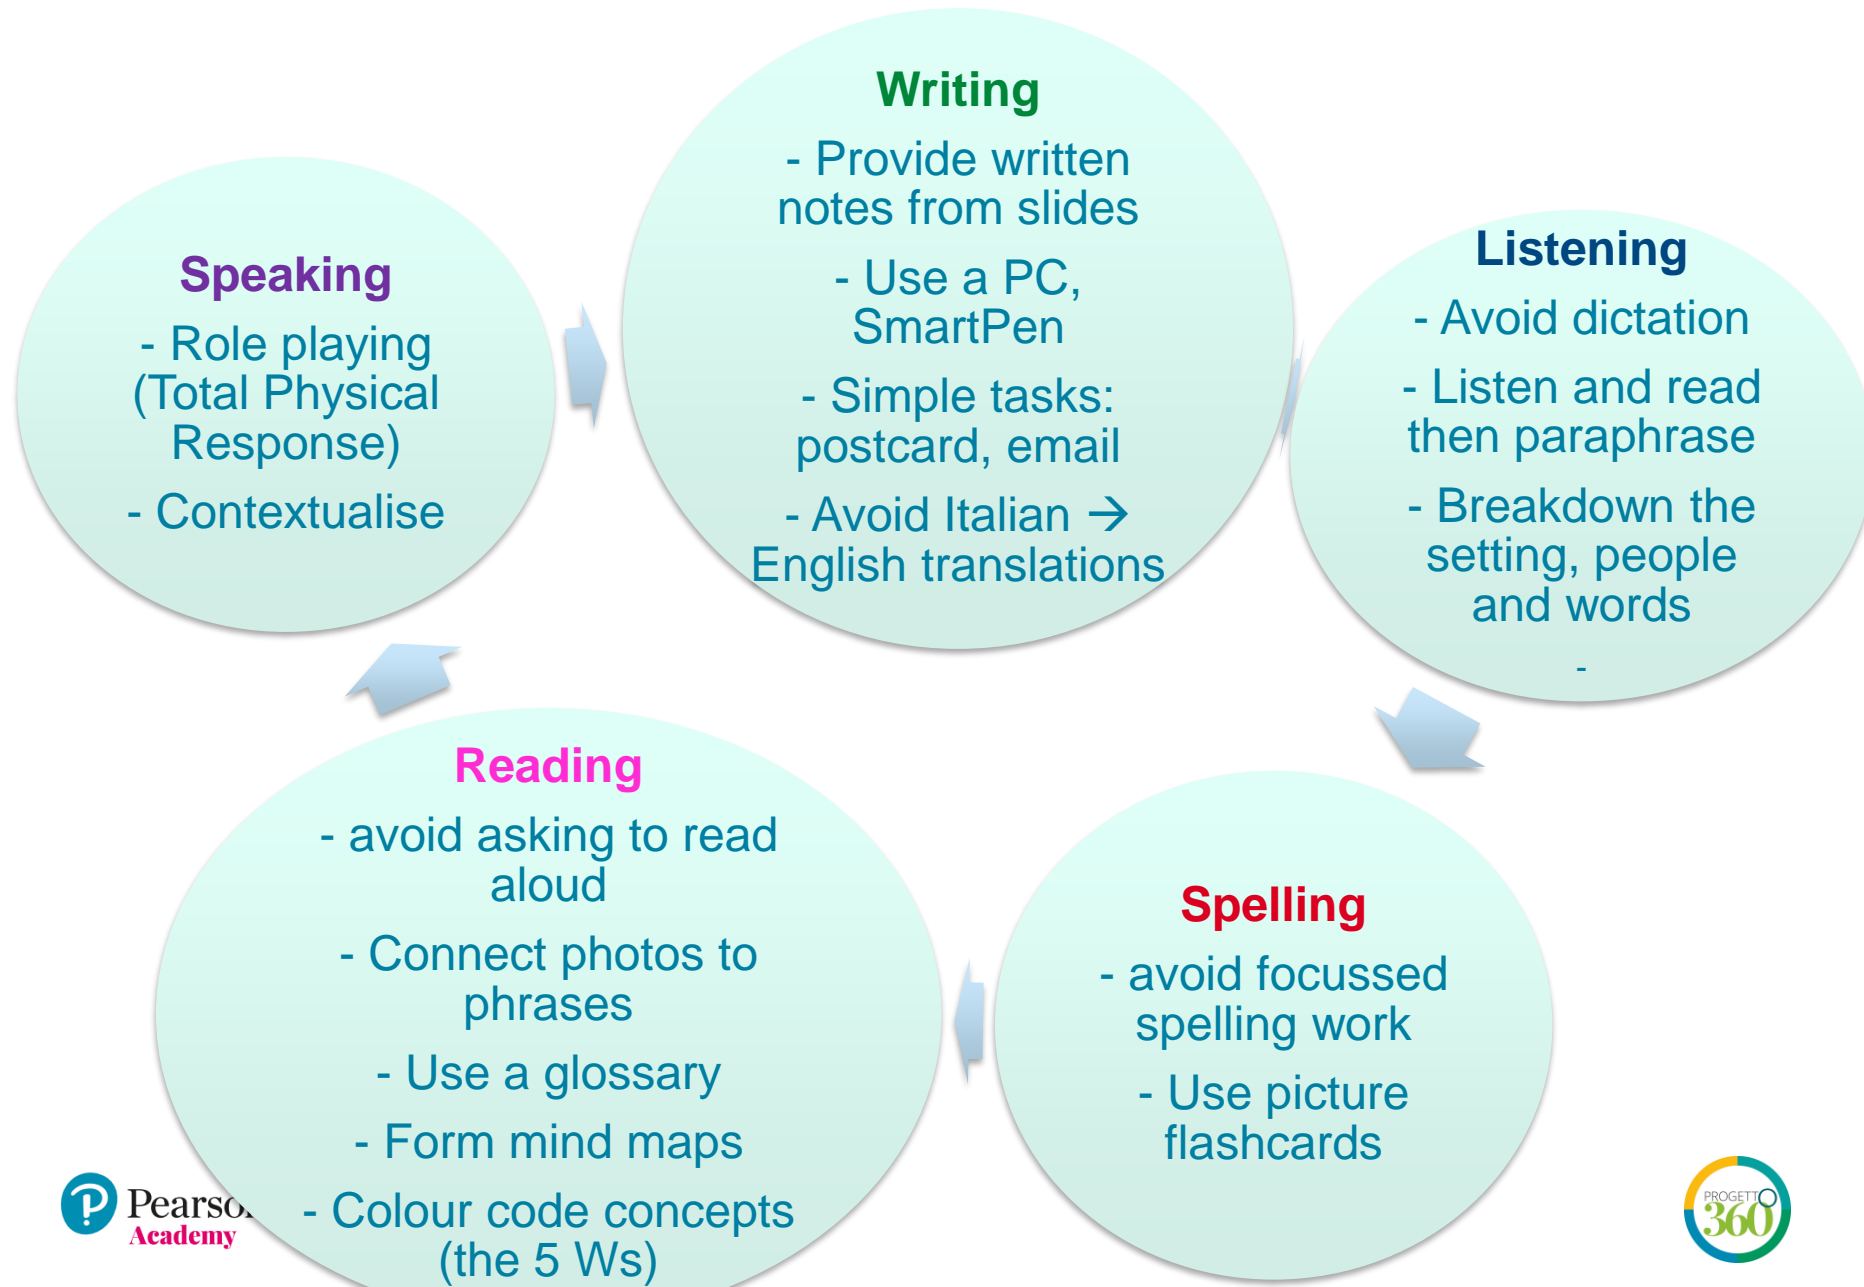 Speaking
- Role playing
(Total Physical
Response)
- Contextualise
Writing
- Provide written
notes from slides
- Use a PC,
SmartPen
- Simple tasks:
postcard, email
- Avoid Italian →
English translations
Listening
- Avoid dictation
- Listen and read
then paraphrase
- Breakdown the
setting, people
and words
-
Spelling
- avoid focussed
spelling work
- Use picture
flashcards
Reading
- avoid asking to read
aloud
- Connect photos to
phrases
- Use a glossary
- Form mind maps
- Colour code concepts
(the 5 Ws)
Pearso
Academy
PROGETTO
360